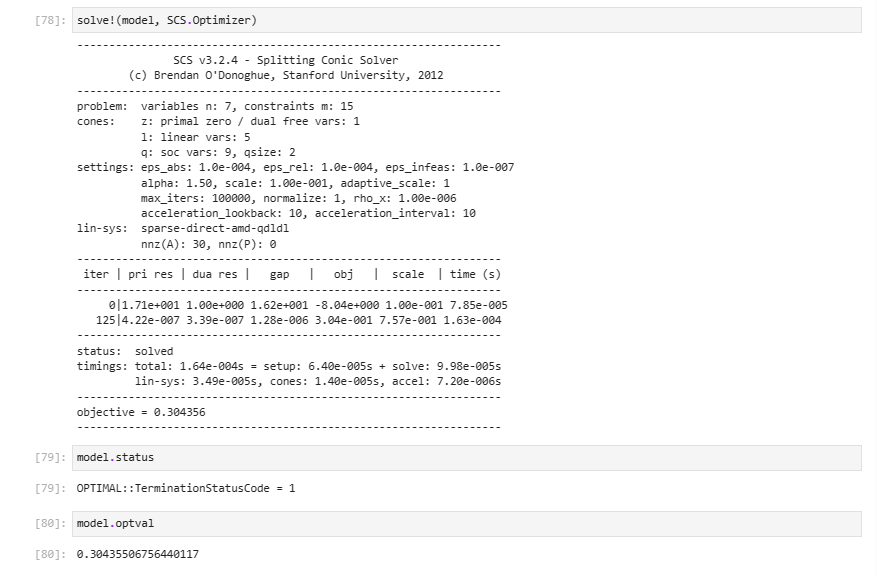 [78]: solve!(model, SCS.Optimizer)
------------------------------------------------------------------
SCS v3.2.4 - Splitting Conic Solver
(c) Brendan O'Donoghue, Stanford University, 2012
------------------------------------------------------------------
problem:  variables n: 7, constraints m: 15
cones:    z: primal zero / dual free vars: 1
l: linear vars: 5
q: soc vars: 9, qsize: 2
settings: eps_abs: 1.0e-004, eps_rel: 1.0e-004, eps_infeas: 1.0e-007
alpha: 1.50, scale: 1.00e-001, adaptive_scale: 1
max_iters: 100000, normalize: 1, rho_x: 1.00e-006
acceleration_lookback: 10, acceleration_interval: 10
lin-sys:  sparse-direct-amd-qdldl
nnz(A): 30, nnz(P): 0
------------------------------------------------------------------
iter | pri res | dua res |   gap   |   obj   |  scale  | time (s)
------------------------------------------------------------------
0|1.71e+001 1.00e+000 1.62e+001 -8.04e+000 1.00e-001 7.85e-005
125|4.22e-007 3.39e-007 1.28e-006 3.04e-001 7.57e-001 1.63e-004
------------------------------------------------------------------
status:  solved
timings: total: 1.64e-004s = setup: 6.40e-005s + solve: 9.98e-005s
lin-sys: 3.49e-005s, cones: 1.40e-005s, accel: 7.20e-006s
------------------------------------------------------------------
objective = 0.304356
------------------------------------------------------------------
[79]: model.status
[79]: OPTIMAL::TerminationStatusCode = 1
[80]: model.optval
[80]: 0.30435506756440117